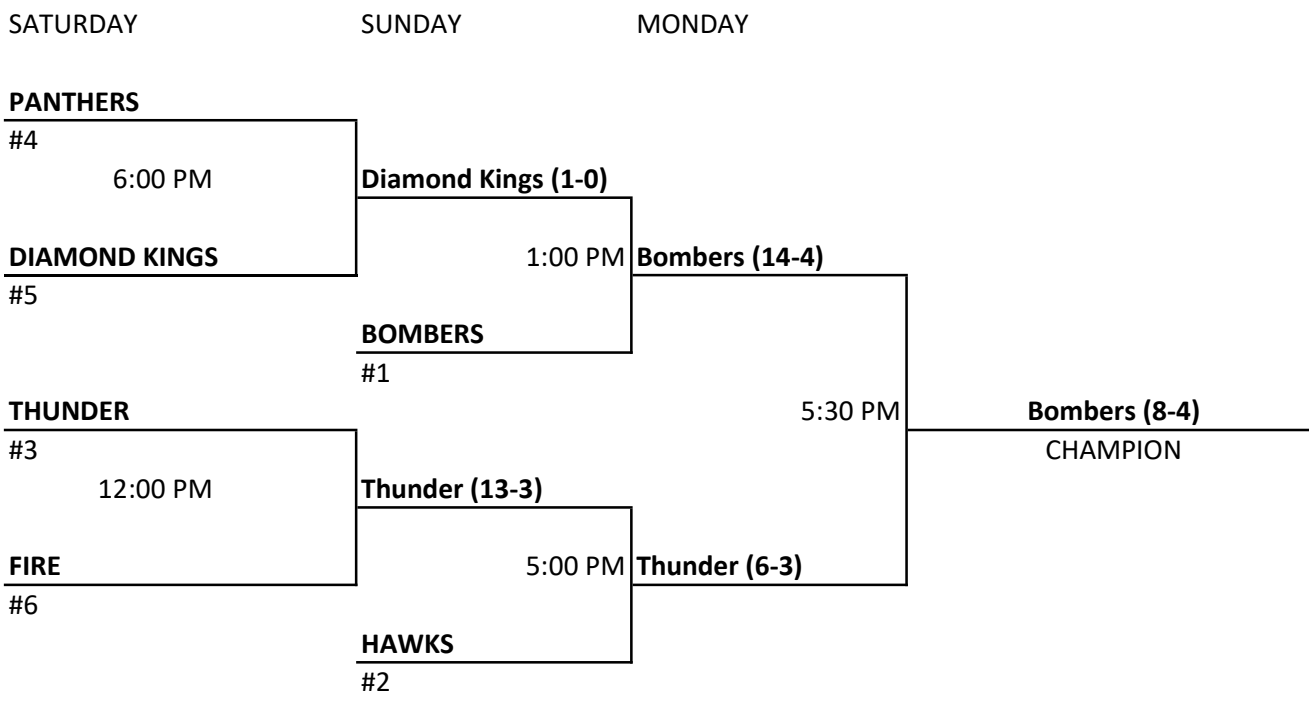 SATURDAY SUNDAY MONDAY
PANTHERS
#4
6:00 PM Diamond Kings (1-0)
DIAMOND KINGS 1:00 PM Bombers (14-4)
#5
BOMBERS
#1
THUNDER 5:30 PM Bombers (8-4)
#3 CHAMPION
12:00 PM Thunder (13-3)
FIRE 5:00 PM Thunder (6-3)
#6
HAWKS
#2